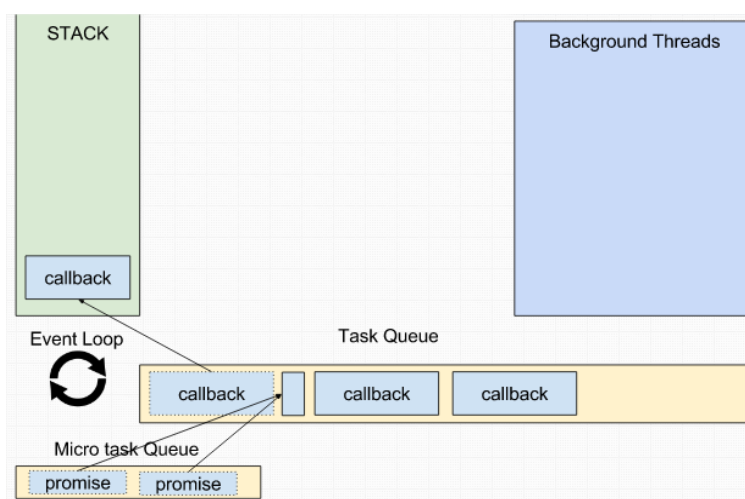 STACK
Background Threads
callback
Event Loop
Task Queue
callback
callback
callback
Micro task Queue
promise
promise